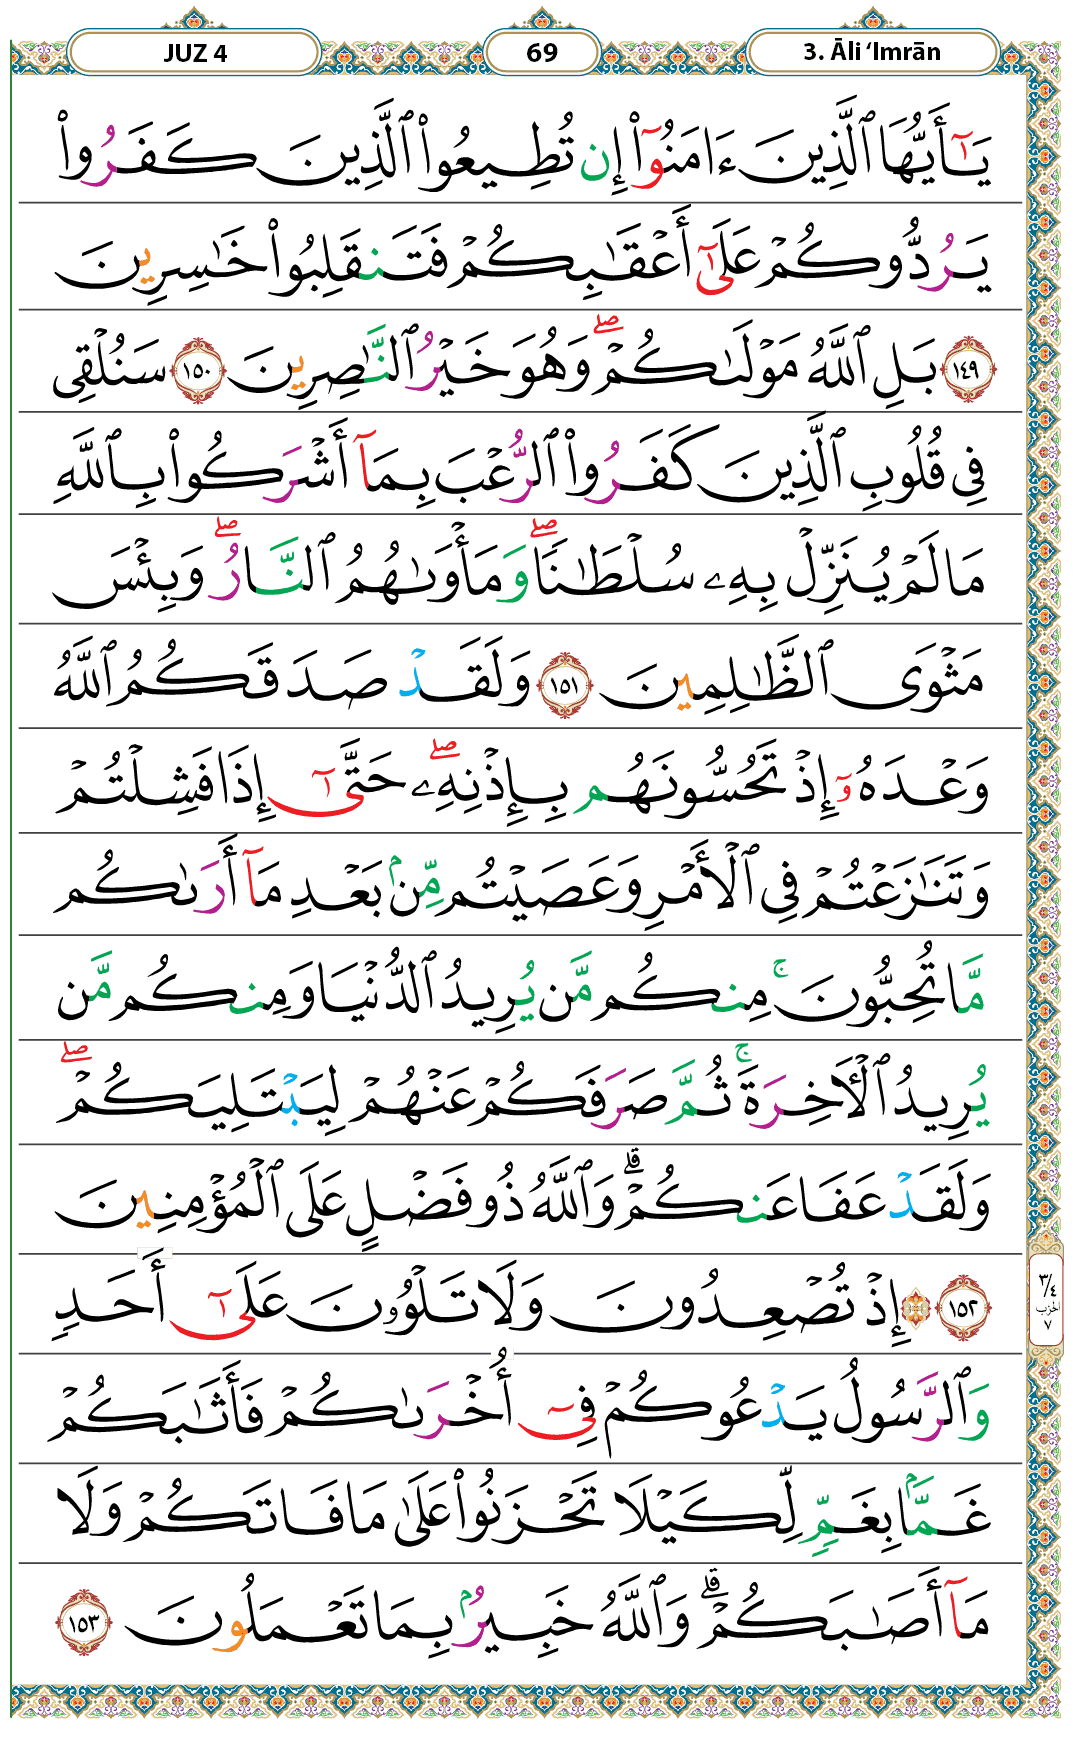 JUZ 4 69 3. Āli ‘Imrān
يَـٰٓأَيُّهَا ٱلَّذِينَ ءَامَنُوٓا۟ إِن تُطِيعُوا۟ ٱلَّذِينَ كَفَرُوا۟
يَرُدُّوكُمْ عَلَىٰٓ أَعْقَـٰبِكُمْ فَتَنقَلِبُوا۟ خَـٰسِرِينَ
١٤٩ بَلِ ٱللَّهُ مَوْلَىٰكُمْ ۖ وَهُوَ خَيْرُ ٱلنَّـٰصِرِينَ ١٥٠ سَنُلْقِى
فِى قُلُوبِ ٱلَّذِينَ كَفَرُوا۟ ٱلرُّعْبَ بِمَآ أَشْرَكُوا۟ بِٱللَّهِ
مَا لَمْ يُنَزِّلْ بِهِۦ سُلْطَـٰنًا ۖ وَمَأْوَىٰهُمُ ٱلنَّارُ ۖ وَبِئْسَ
مَثْوَى ٱلظَّـٰلِمِينَ ١٥١ وَلَقَدْ صَدَقَكُمُ ٱللَّهُ
وَعْدَهُۥٓ إِذْ تَحُسُّونَهُم بِإِذْنِهِۦ ۖ حَتَّىٰٓ إِذَا فَشِلْتُمْ
وَتَنَـٰزَعْتُمْ فِى ٱلْأَمْرِ وَعَصَيْتُم مِّنۢ بَعْدِ مَآ أَرَىٰكُم
مَّا تُحِبُّونَ ۚ مِنكُم مَّن يُرِيدُ ٱلدُّنْيَا وَمِنكُم مَّن
يُرِيدُ ٱلْـَٔاخِرَةَ ۚ ثُمَّ صَرَفَكُمْ عَنْهُمْ لِيَبْتَلِيَكُمْ ۖ
وَلَقَدْ عَفَا عَنكُمْ ۗ وَٱللَّهُ ذُو فَضْلٍ عَلَى ٱلْمُؤْمِنِينَ
١٥٢ ۞ إِذْ تُصْعِدُونَ وَلَا تَلْوُۥنَ عَلَىٰٓ أَحَدٍ
٣/٤ الحزب ٧
وَٱلرَّسُولُ يَدْعُوكُمْ فِىٓ أُخْرَىٰكُمْ فَأَثَـٰبَكُمْ
غَمًّۢا بِغَمٍّ لِّكَيْلَا تَحْزَنُوا۟ عَلَىٰ مَا فَاتَكُمْ وَلَا
مَآ أَصَـٰبَكُمْ ۗ وَٱللَّهُ خَبِيرٌۢ بِمَا تَعْمَلُونَ ١٥٣